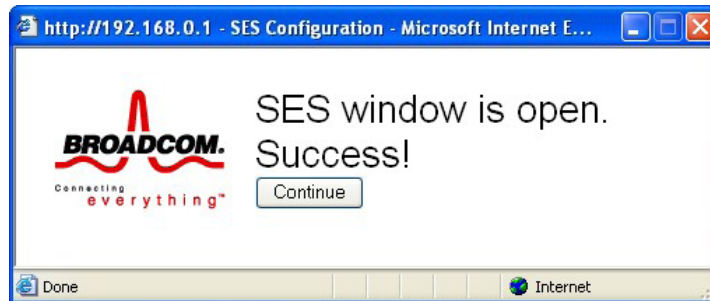 http://192.168.0.1 - SES Configuration - Microsoft Internet E...
BROADCOM.
Connecting
everything™
SES window is open.
Success!
Continue
Done
Internet